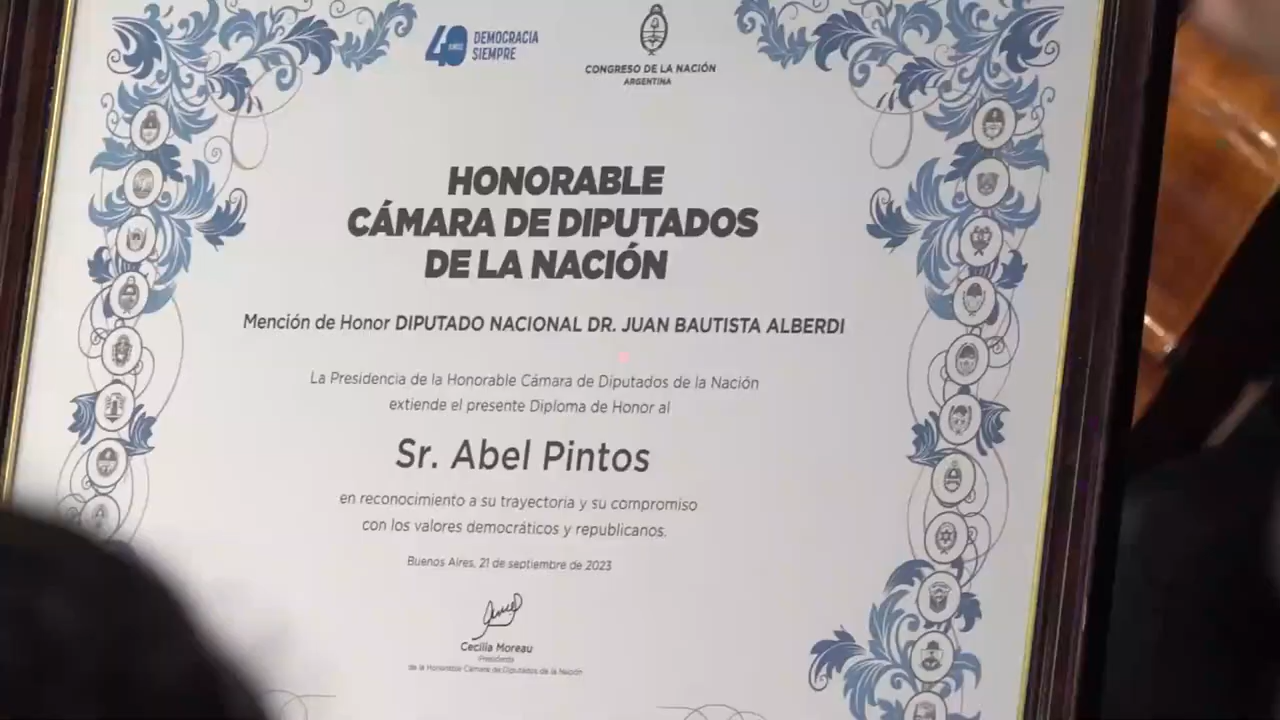 40 AÑOS
DEMOCRACIA
SIEMPRE
CONGRESO DE LA NACIÓN
ARGENTINA
HONORABLE
CÁMARA DE DIPUTADOS
DE LA NACIÓN
Mención de Honor DIPUTADO NACIONAL DR. JUAN BAUTISTA ALBERDI
La Presidencia de la Honorable Cámara de Diputados de la Nación
extiende el presente Diploma de Honor al
Sr. Abel Pintos
en reconocimiento a su trayectoria y su compromiso
con los valores democráticos y republicanos.
Buenos Aires, 21 de septiembre de 2023
Cecilia Moreau
Presidenta
de la Honorable Cámara de Diputados de la Nación